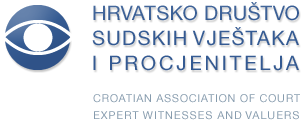 HRVATSKO DRUŠTVO
SUDSKIH VJEŠTAKA
I PROCJENITELJA
CROATIAN ASSOCIATION OF COURT
EXPERT WITNESSES AND VALUERS